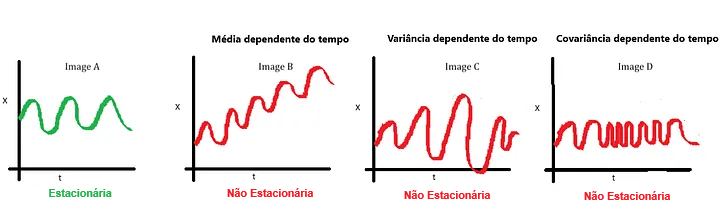 Média dependente do tempo
Variância dependente do tempo
Covariância dependente do tempo
Image A
Image B
Image C
Image D
X
X
X
X
t
t
t
t
Estacionária
Não Estacionária
Não Estacionária
Não Estacionária